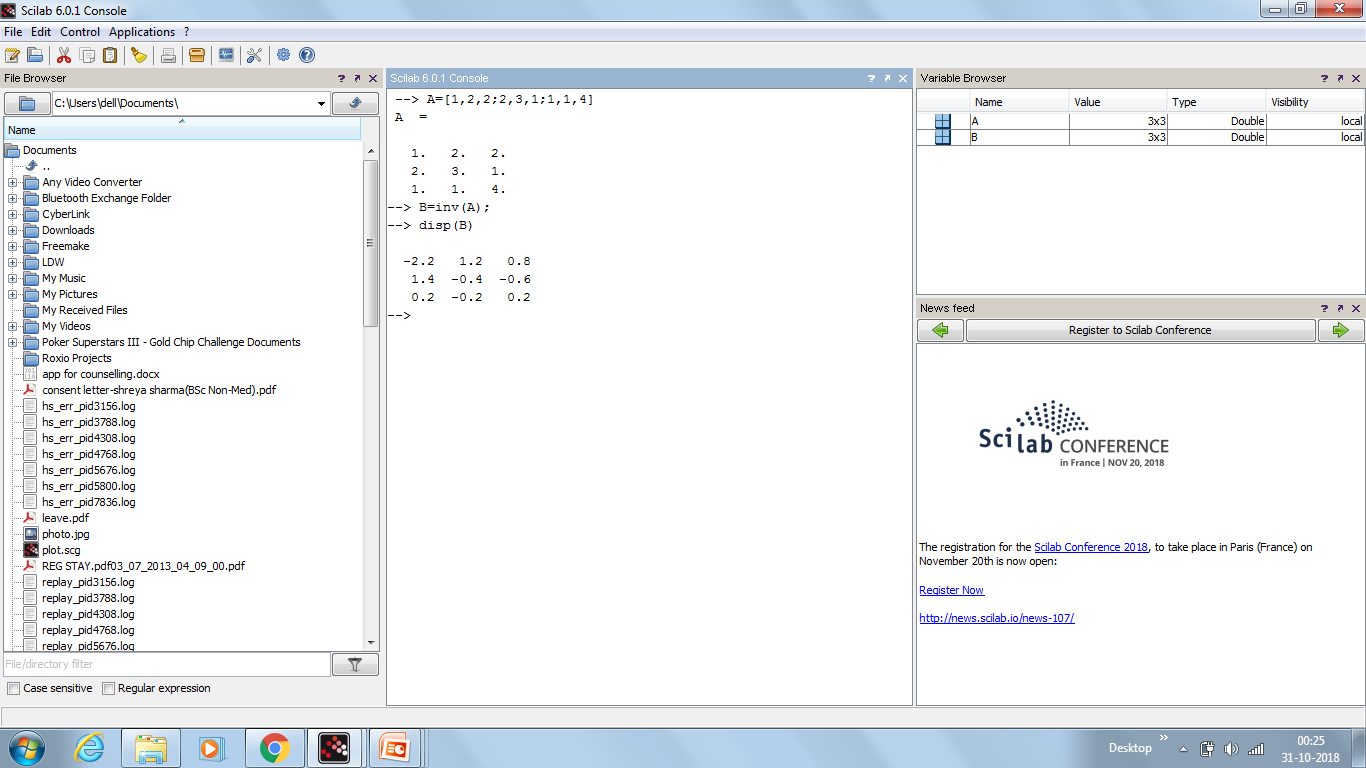 Scilab 6.0.1 Console
File Edit Control Applications ?
File Browser ?
C:\Users\dell\Documents\
Name
Documents
..
Any Video Converter
Bluetooth Exchange Folder
CyberLink
Downloads
Freemake
LDW
My Music
My Pictures
My Received Files
My Videos
Poker Superstars III - Gold Chip Challenge Documents
Roxio Projects
app for counselling.docx
consent letter-shreya sharma(BSc Non-Med).pdf
hs_err_pid3156.log
hs_err_pid3788.log
hs_err_pid4308.log
hs_err_pid4768.log
hs_err_pid5676.log
hs_err_pid5800.log
hs_err_pid7836.log
leave.pdf
photo.jpg
plot.scg
REG STAY.pdf03_07_2013_04_09_00.pdf
replay_pid3156.log
replay_pid3788.log
replay_pid4308.log
replay_pid4768.log
replay_pid5676.log
File/directory filter
Case sensitive Regular expression
Scilab 6.0.1 Console ?
--> A=[1,2,2;2,3,1;1,1,4]
A =
1. 2. 2.
2. 3. 1.
1. 1. 4.
--> B=inv(A);
--> disp(B)
-2.2 1.2 0.8
1.4 -0.4 -0.6
0.2 -0.2 0.2
-->
Variable Browser ?
Name Value Type Visibility
A 3x3 Double local
B 3x3 Double local
News feed ?
Register to Scilab Conference
Scilab CONFERENCE
in France | NOV 20, 2018
The registration for the Scilab Conference 2018, to take place in Paris (France) on
November 20th is now open:
Register Now
http://news.scilab.io/news-107/
Desktop »
00:25
31-10-2018